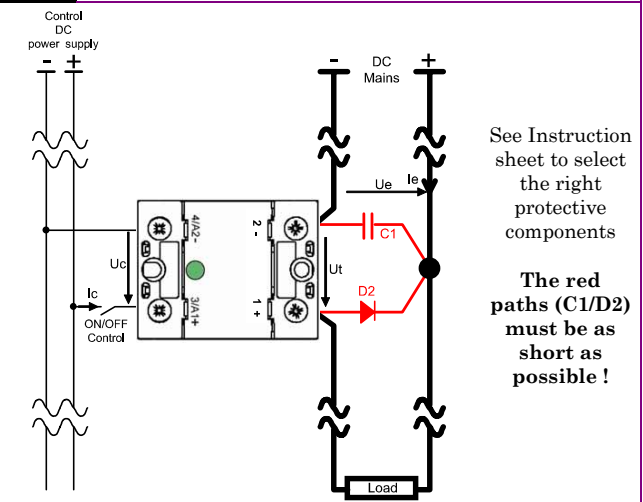 Control
DC
power supply
- +
- DC +
Mains
See Instruction
sheet to select
the right
protective
components
Ue Ie
4/A2-
2 -
C1
Uc
Ut
The red
paths (C1/D2)
must be as
short as
possible !
Ic
3/A1+
1 +
D2
ON/OFF
Control
Load